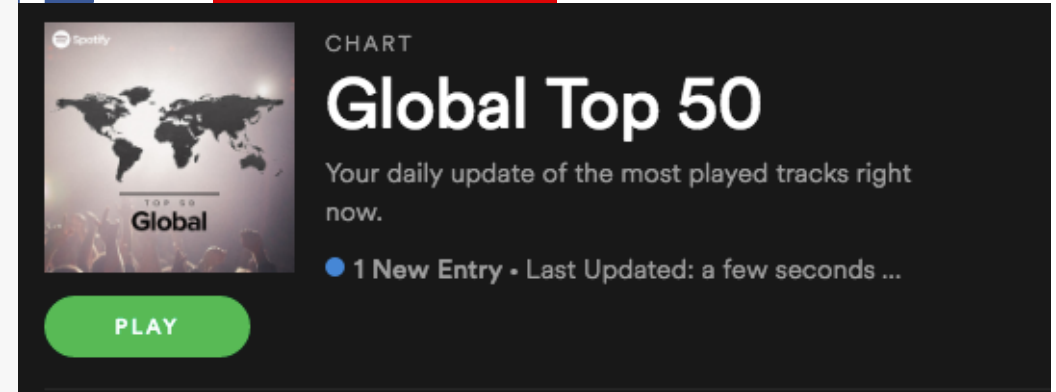 Spotify
TOP 50
Global
PLAY
CHART
Global Top 50
Your daily update of the most played tracks right
now.
1 New Entry • Last Updated: a few seconds ...